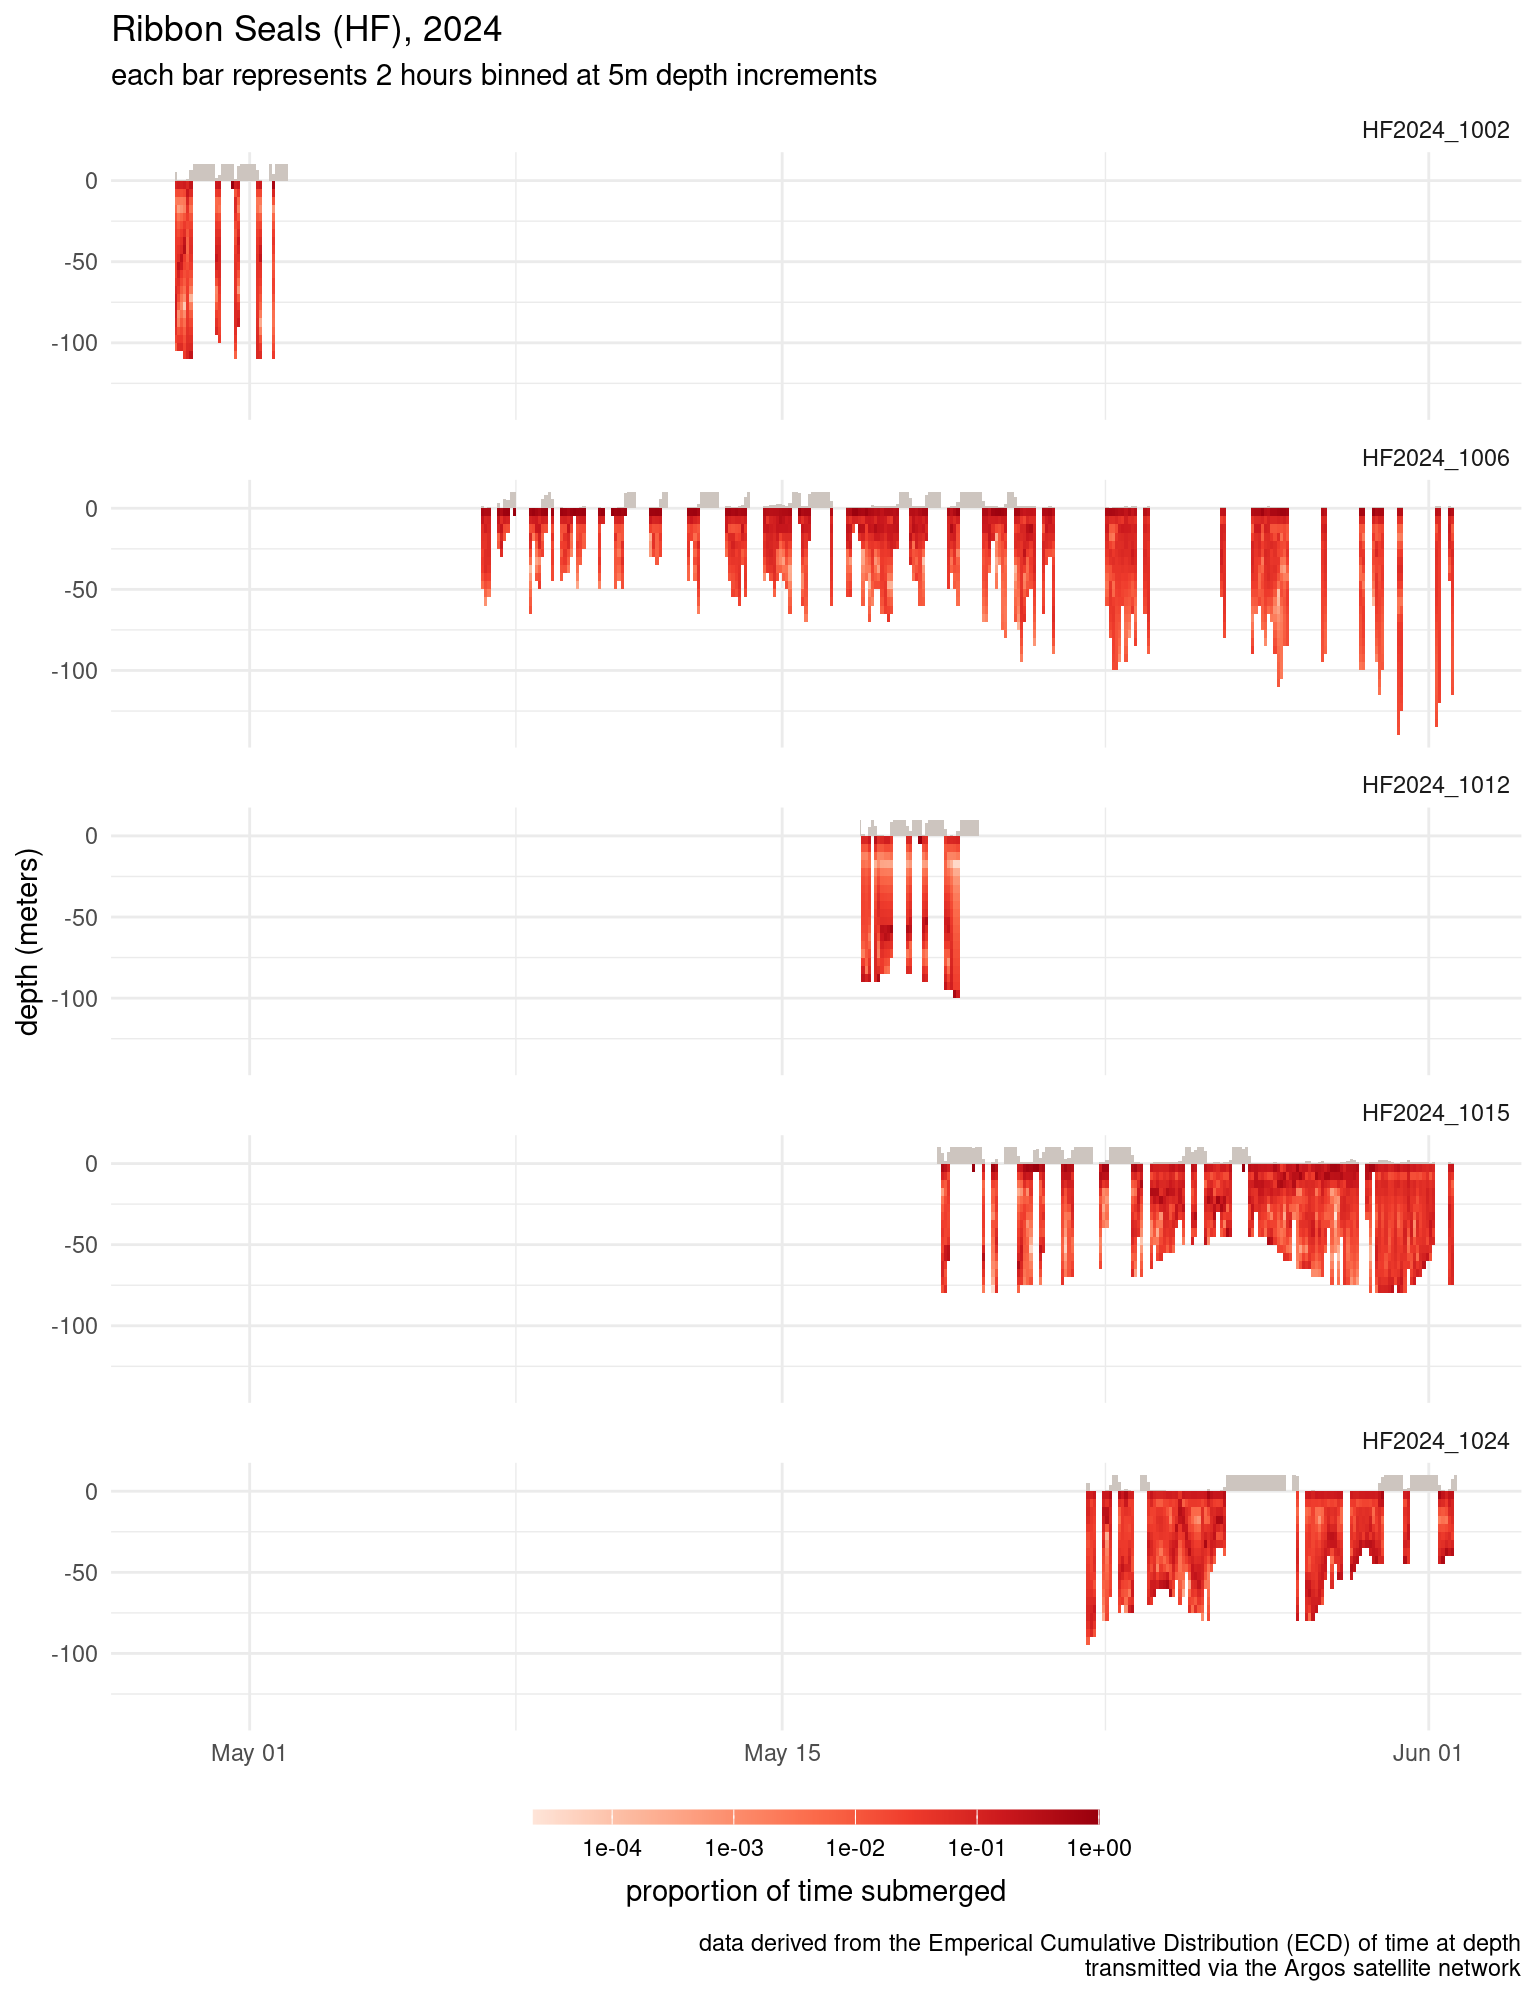 Ribbon Seals (HF), 2024
each bar represents 2 hours binned at 5m depth increments
HF2024_1002
0
-50
-100
HF2024_1006
0
-50
-100
HF2024_1012
0
-50
-100
depth (meters)
HF2024_1015
0
-50
-100
HF2024_1024
0
-50
-100
May 01 May 15 Jun 01
1e-04 1e-03 1e-02 1e-01 1e+00
proportion of time submerged
data derived from the Emperical Cumulative Distribution (ECD) of time at depth
transmitted via the Argos satellite network